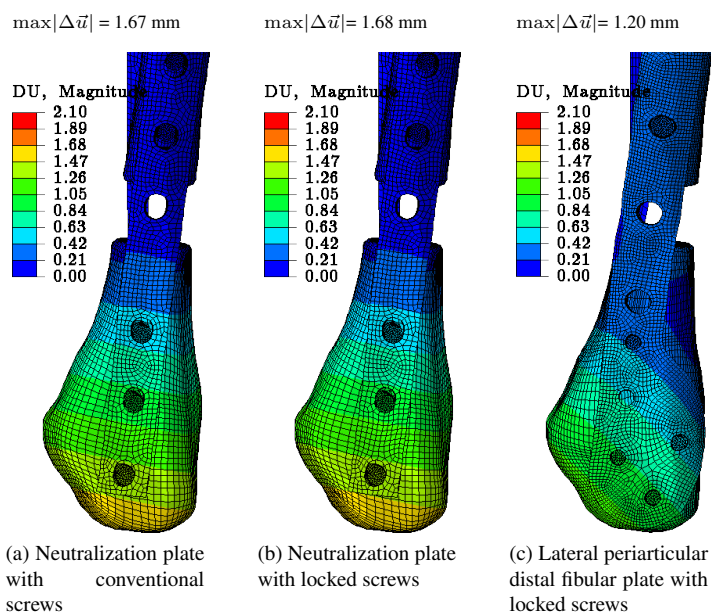 max|Δu⃗| = 1.67 mm
DU, Magnitude
2.10
1.89
1.68
1.47
1.26
1.05
0.84
0.63
0.42
0.21
0.00
(a) Neutralization plate
with conventional
screws
max|Δu⃗|= 1.68 mm
DU, Magnitude
2.10
1.89
1.68
1.47
1.26
1.05
0.84
0.63
0.42
0.21
0.00
(b) Neutralization plate
with locked screws
max|Δu⃗|= 1.20 mm
DU, Magnitude
2.10
1.89
1.68
1.47
1.26
1.05
0.84
0.63
0.42
0.21
0.00
(c) Lateral periarticular
distal fibular plate with
locked screws